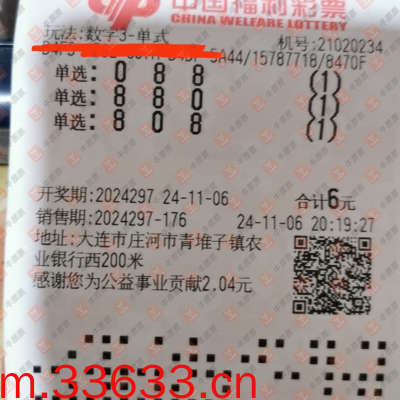 中国福利彩票
CHINA WELFARE LOTTERY
玩法:数字3-单式
机号:21020234
5A44/15787718/8470F
单选: 0 8 8 (1)
单选: 8 8 0 (1)
单选: 8 0 8 (1)
开奖期:2024297 24-11-06 合计6元
销售期:2024297-176 24-11-06 20:19:27
地址:大连市庄河市青堆子镇农
业银行西200米
感谢您为公益事业贡献2.04元
m.33633.cn